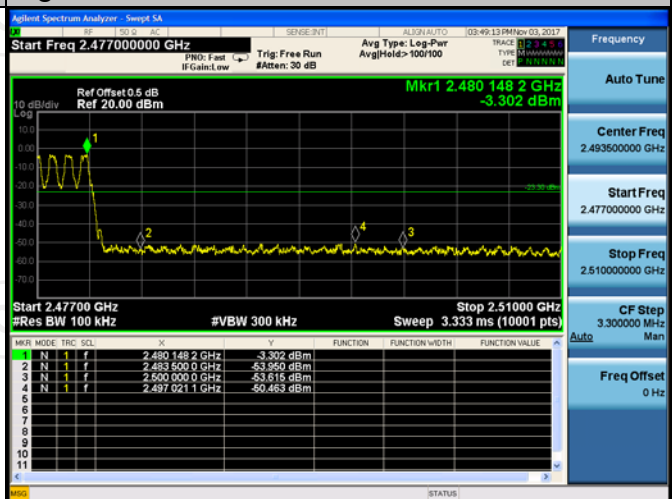 Agilent Spectrum Analyzer - Swept SA
RF 50 Ω AC SENSE:INT ALIGN AUTO 03:49:13 PM Nov 03, 2017
Start Freq 2.477000000 GHz
PNO: Fast
IFGain:Low
Trig: Free Run
#Atten: 30 dB
Avg Type: Log-Pwr
Avg|Hold:>100/100
TRACE 1 2 3 4 5 6
TYPE M
DET P N N N N N
Ref Offset 0.5 dB
Ref 20.00 dBm
10 dB/div
Log
Mkr1 2.480 148 2 GHz
-3.302 dBm
10.0
0.00
-10.0
-20.0
-30.0
-40.0
-50.0
-60.0
-70.0
1
2
3
4
-23.30 dBm
Start 2.47700 GHz
#Res BW 100 kHz
#VBW 300 kHz
Stop 2.51000 GHz
Sweep 3.333 ms (10001 pts)
MKR MODE TRC SCL X Y FUNCTION FUNCTION WIDTH FUNCTION VALUE
1 N 1 f 2.480 148 2 GHz -3.302 dBm
2 N 1 f 2.483 500 0 GHz -53.950 dBm
3 N 1 f 2.500 000 0 GHz -53.615 dBm
4 N 1 f 2.497 021 1 GHz -50.463 dBm
5
6
7
8
9
10
11
MSG
STATUS
Frequency
Auto Tune
Center Freq
2.493500000 GHz
Start Freq
2.477000000 GHz
Stop Freq
2.510000000 GHz
CF Step
3.300000 MHz
Auto Man
Freq Offset
0 Hz